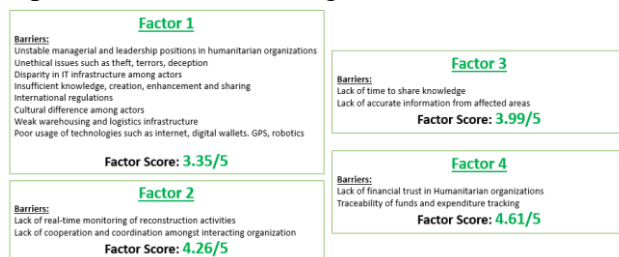 Factor 1
Barriers:
Unstable managerial and leadership positions in humanitarian organizations
Unethical issues such as theft, terrors, deception
Disparity in IT infrastructure among actors
Insufficient knowledge, creation, enhancement and sharing
International regulations
Cultural difference among actors
Weak warehousing and logistics infrastructure
Poor usage of technologies such as internet, digital wallets. GPS, robotics
Factor Score: 3.35/5
Factor 2
Barriers:
Lack of real-time monitoring of reconstruction activities
Lack of cooperation and coordination amongst interacting organization
Factor Score: 4.26/5
Factor 3
Barriers:
Lack of time to share knowledge
Lack of accurate information from affected areas
Factor Score: 3.99/5
Factor 4
Barriers:
Lack of financial trust in Humanitarian organizations
Traceability of funds and expenditure tracking
Factor Score: 4.61/5